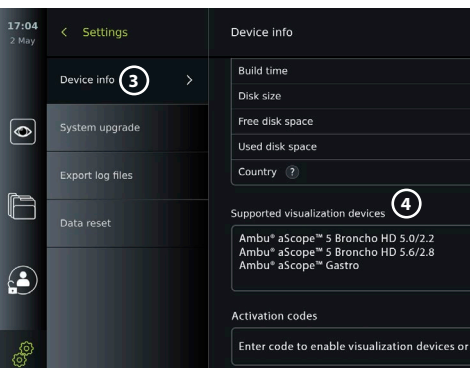 17:04
2 May
< Settings
Device info
Device info 3 >
System upgrade
Export log files
Data reset
Build time
Disk size
Free disk space
Used disk space
Country ?
Supported visualization devices 4
Ambu® aScope™ 5 Broncho HD 5.0/2.2
Ambu® aScope™ 5 Broncho HD 5.6/2.8
Ambu® aScope™ Gastro
Activation codes
Enter code to enable visualization devices or